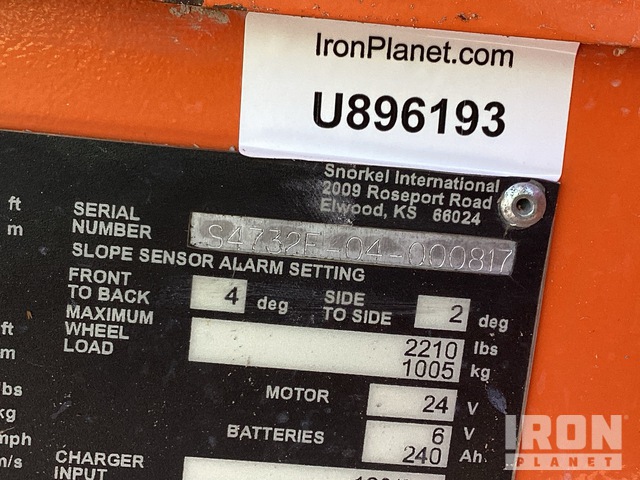 IronPlanet.com
U896193
Snorkel International
2009 Roseport Road
Elwood, KS 66024
ft
m
SERIAL
NUMBER
S4732E-04-000817
SLOPE SENSOR ALARM SETTING
FRONT
TO BACK
4 deg
SIDE
TO SIDE
2 deg
ft
m
MAXIMUM
WHEEL
LOAD
2210 lbs
1005 kg
lbs
kg
MOTOR 24 V
mph
m/s
BATTERIES 6 V
240 Ah
CHARGER
INPUT
IRON
PLANET